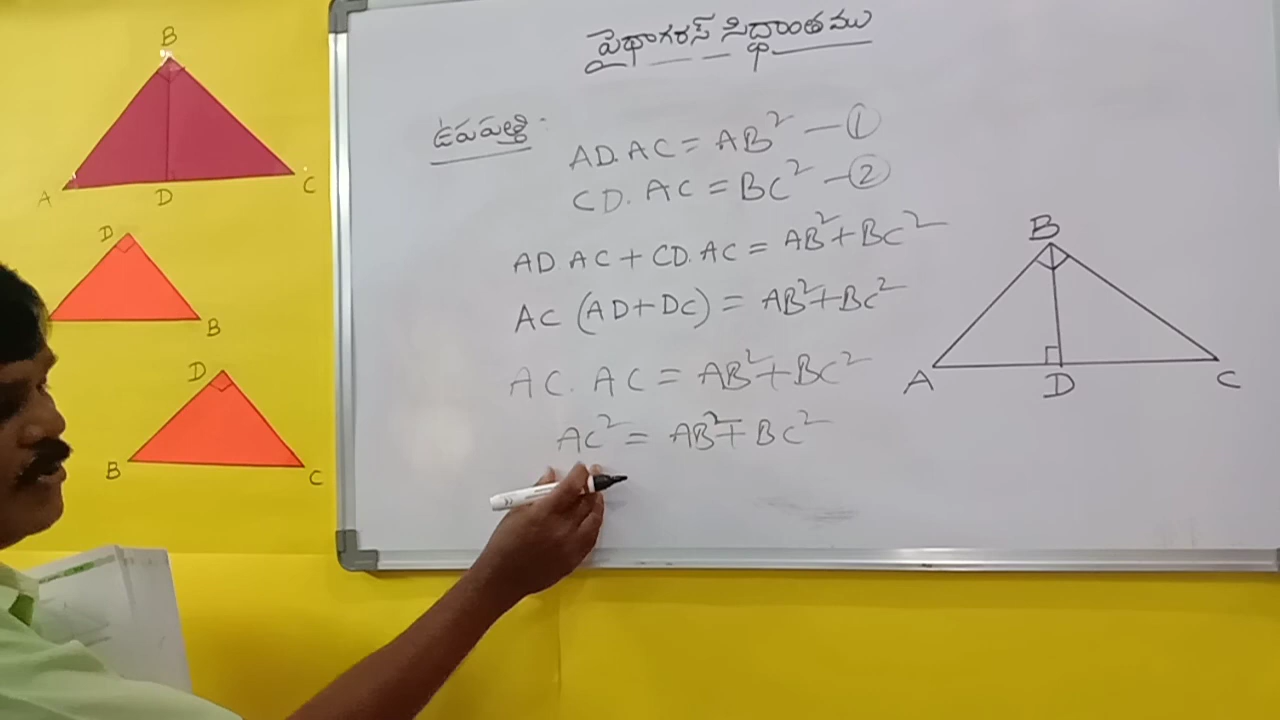 పైథాగరస్ సిద్ధాంతము
ఉపపత్తి:
AD. AC = AB² — ①
CD. AC = BC² — ②
AD AC + CD. AC = AB² + BC²
AC (AD + DC) = AB² + BC²
AC. AC = AB² + BC²
AC² = AB² + BC²
B
A
D
C
B
A
D
C
D
B
D
B
C